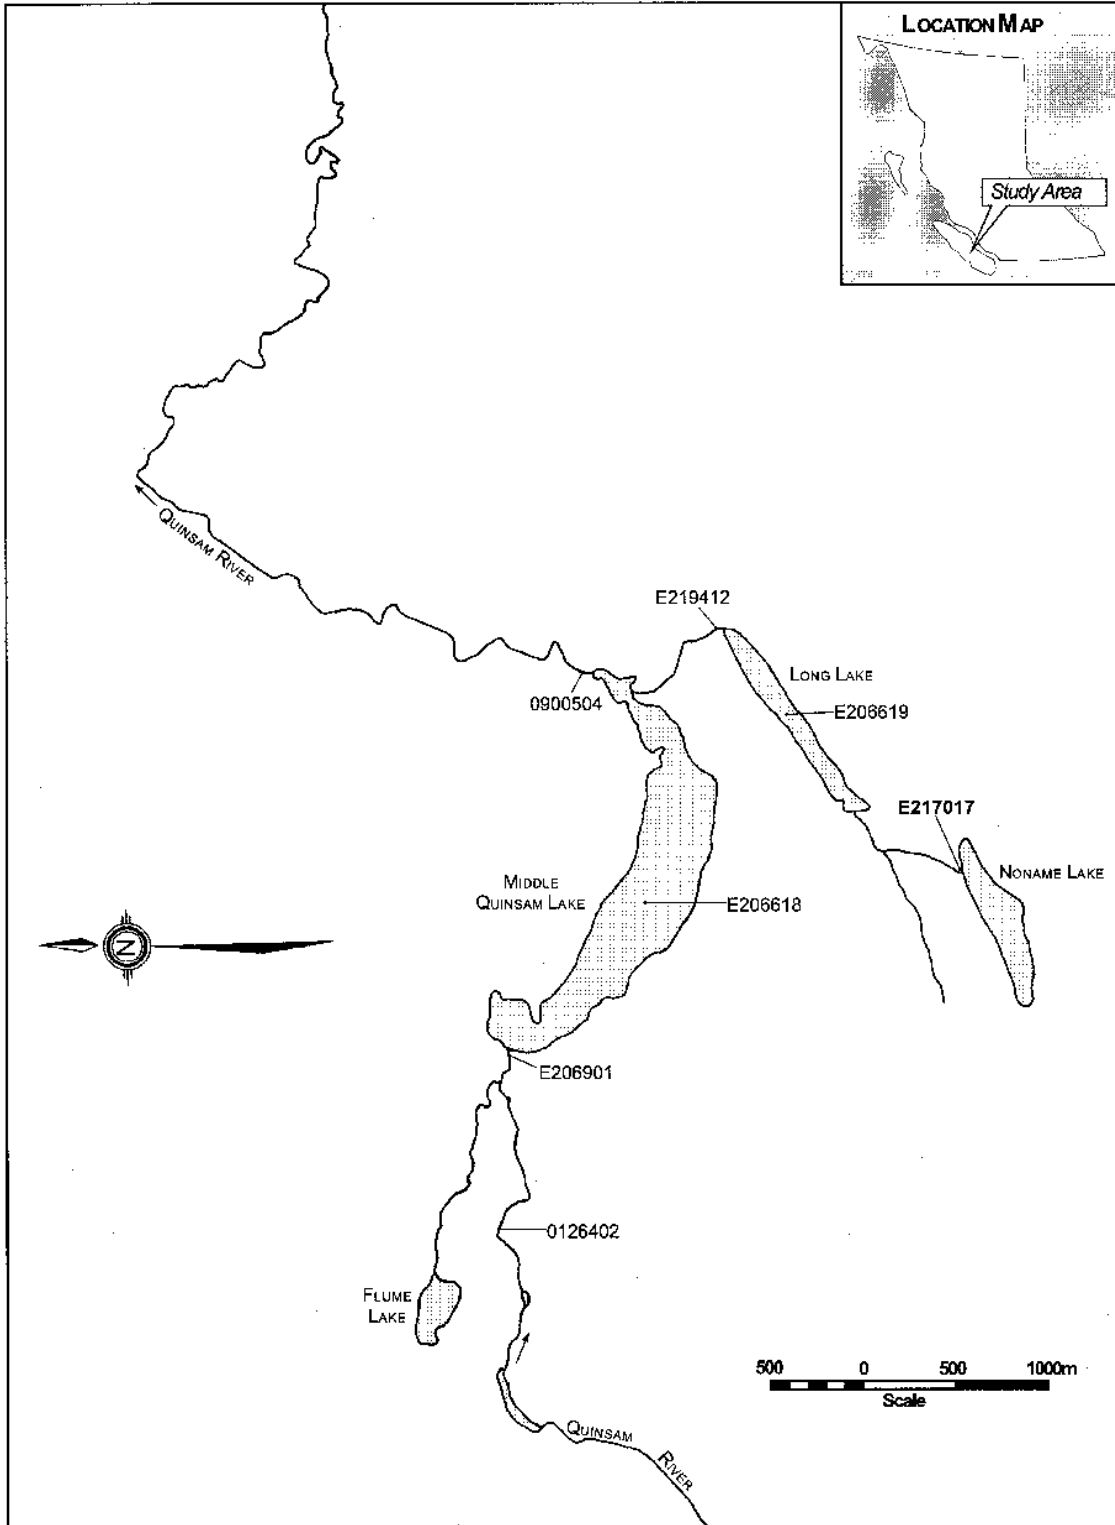 LOCATION MAP
Study Area
QUINSAM RIVER
E219412
LONG LAKE
0900504
E206619
E217017
NONAME LAKE
MIDDLE
QUINSAM LAKE
E206618
N
E206901
0126402
FLUME
LAKE
500 0 500 1000m
Scale
QUINSAM
RIVER